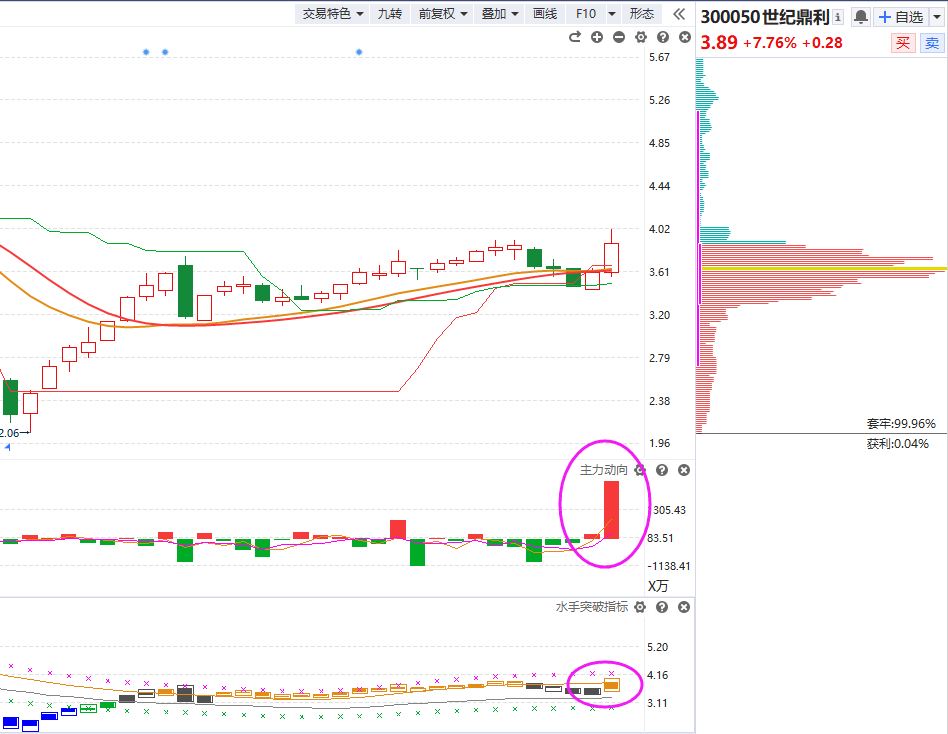 交易特色 九转 前复权 叠加 画线 F10 形态
300050世纪鼎利 自选
3.89 +7.76% +0.28 买 卖
5.67
5.26
4.85
4.44
4.02
3.61
3.20
2.79
2.38
套牢:99.96%
2.06→
1.96
获利:0.04%
主力动向
305.43
83.51
-1138.41
X万
水手突破指标
5.20
4.16
3.11